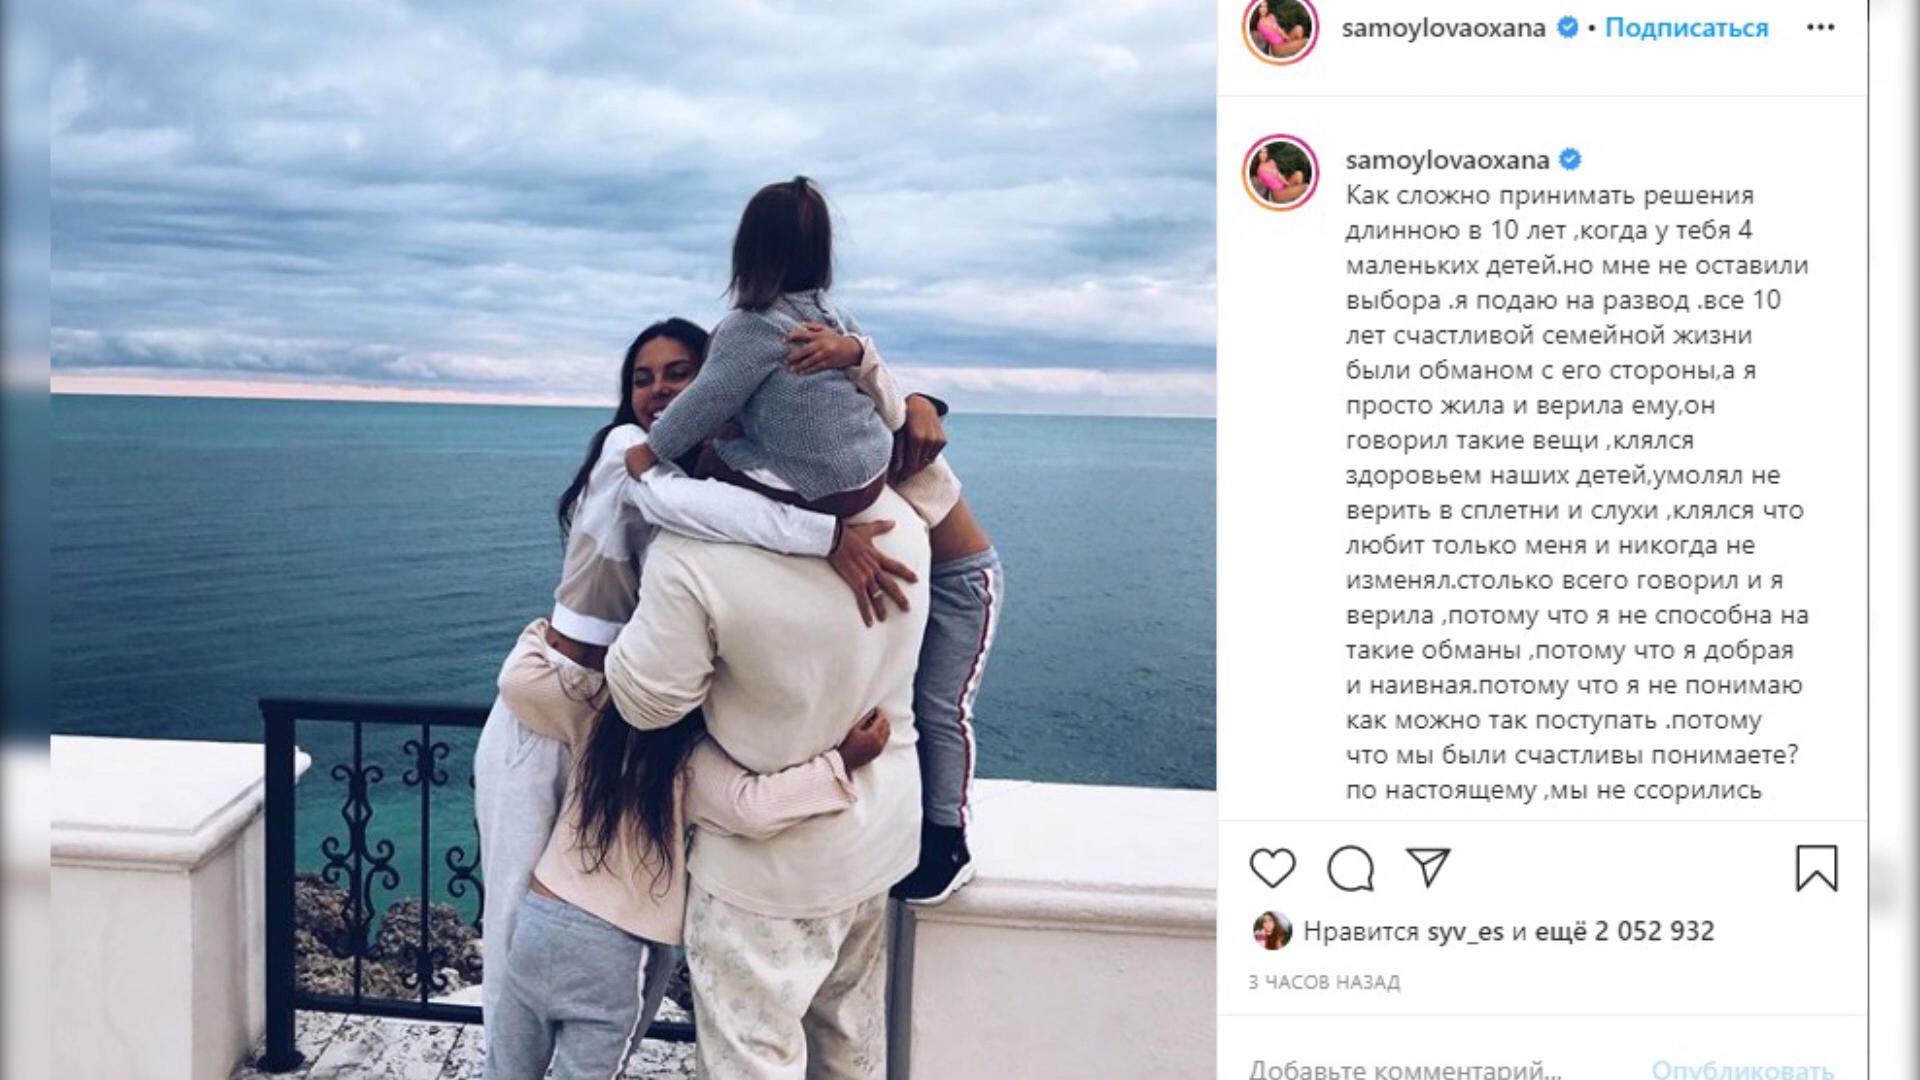 samoylovaoxana • Подписаться
samoylovaoxana
Как сложно принимать решения
длинною в 10 лет ,когда у тебя 4
маленьких детей.но мне не оставили
выбора .я подаю на развод .все 10
лет счастливой семейной жизни
были обманом с его стороны,а я
просто жила и верила ему,он
говорил такие вещи ,клялся
здоровьем наших детей,умолял не
верить в сплетни и слухи ,клялся что
любит только меня и никогда не
изменял.столько всего говорил и я
верила ,потому что я не способна на
такие обманы ,потому что я добрая
и наивная.потому что я не понимаю
как можно так поступать .потому
что мы были счастливы понимаете?
по настоящему ,мы не ссорились
Нравится syv_es и ещё 2 052 932
3 ЧАСОВ НАЗАД
Добавьте комментарий... Опубликовать